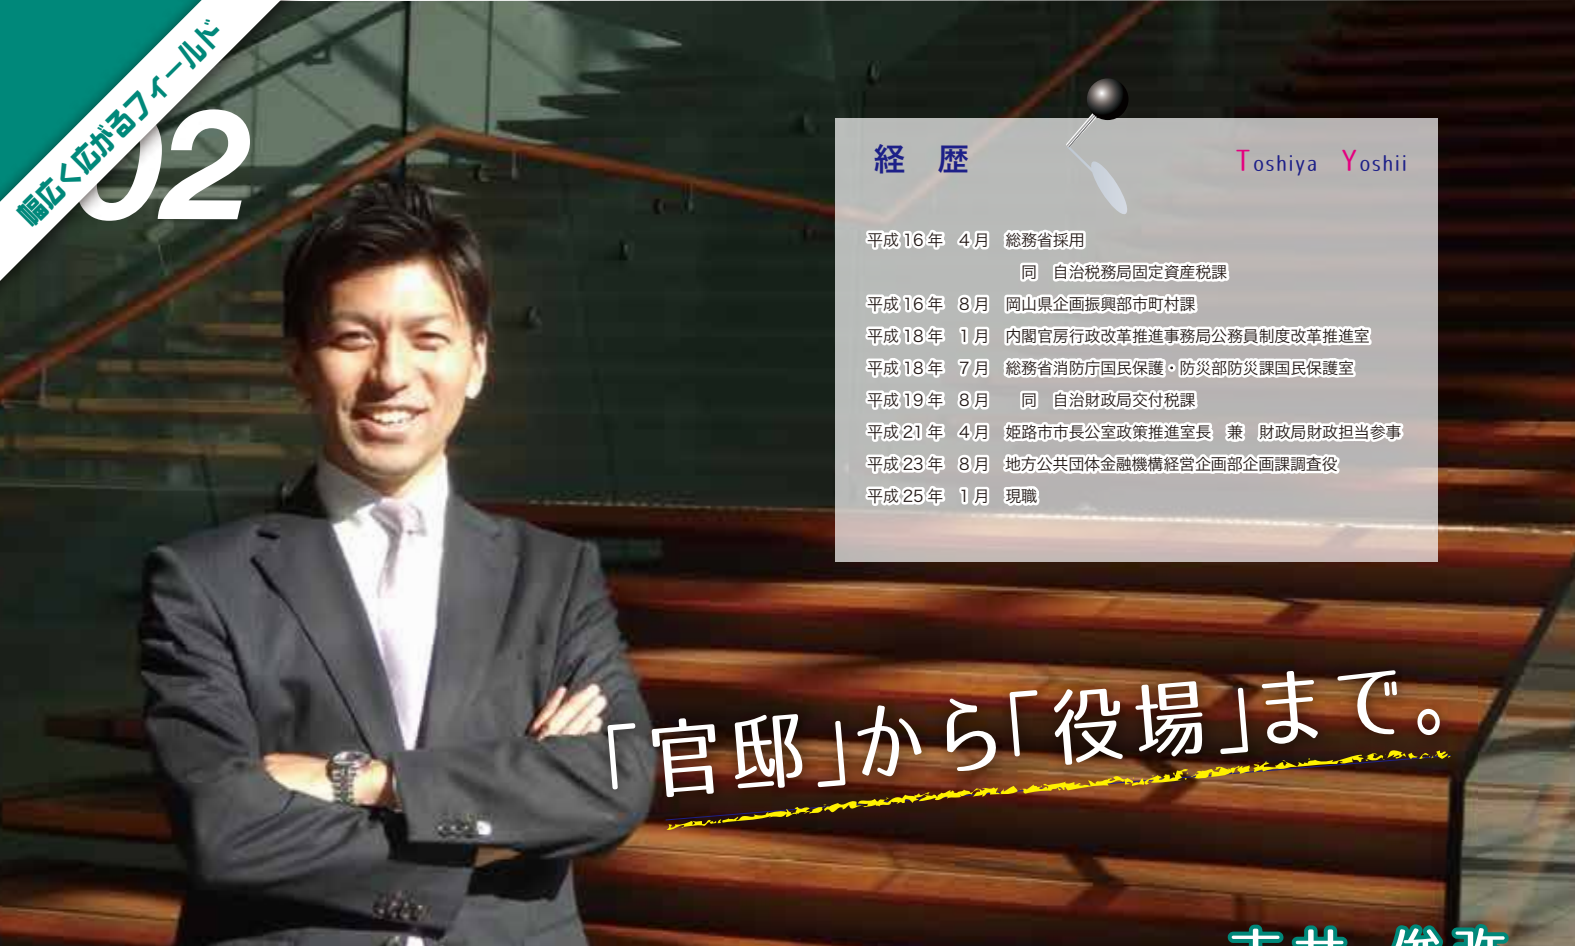 幅広く広がるフィールド
02
経 歴
Toshiya Yoshii
平成16年 4月 総務省採用
同 自治税務局固定資産税課
平成16年 8月 岡山県企画振興部市町村課
平成18年 1月 内閣官房行政改革推進事務局公務員制度改革推進室
平成18年 7月 総務省消防庁国民保護・防災部防災課国民保護室
平成19年 8月 同 自治財政局交付税課
平成21年 4月 姫路市市長公室政策推進室長 兼 財政局財政担当参事
平成23年 8月 地方公共団体金融機構経営企画部企画課調査役
平成25年 1月 現職
「官邸」から「役場」まで。